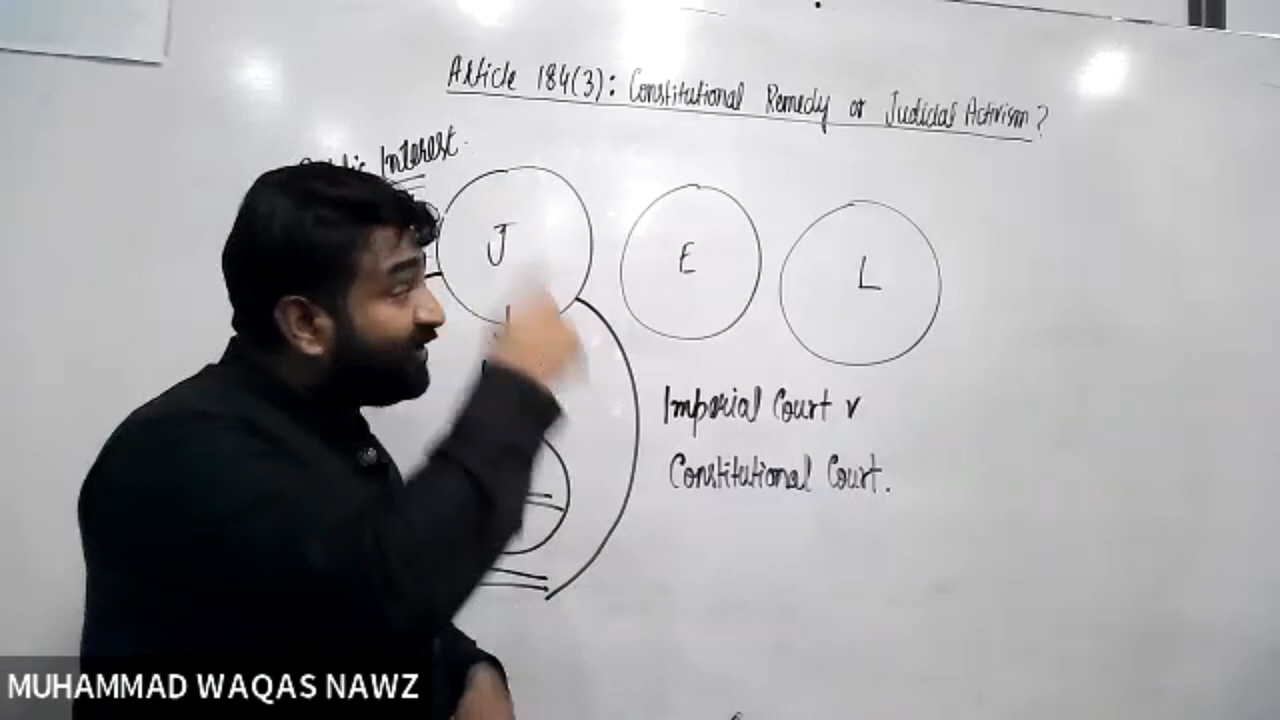 Article 184(3): Constitutional Remedy or Judicial Activism?
Interest.
J
E
L
Imperial Court v
Constitutional Court.
MUHAMMAD WAQAS NAWZ